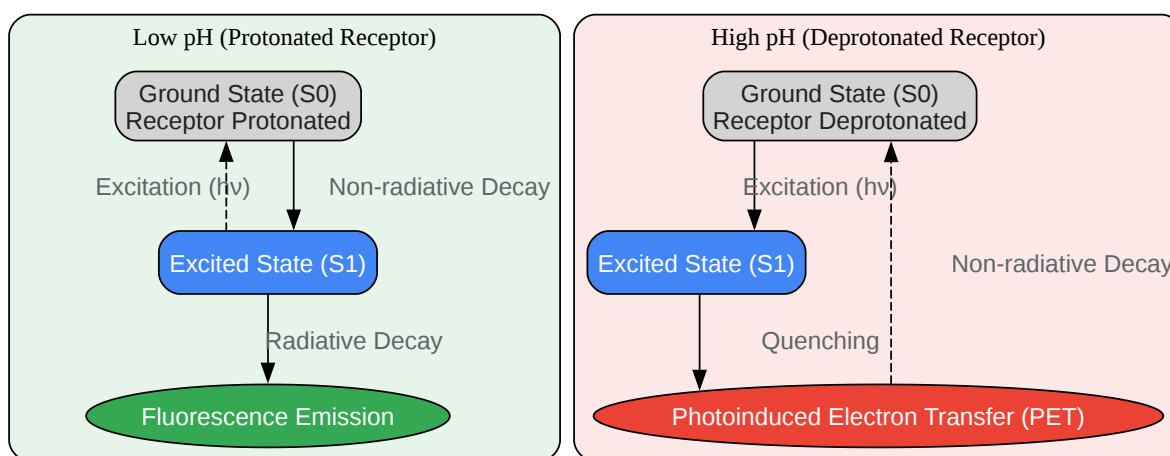 Low pH (Protonated Receptor)
Ground State (S0)
Receptor Protonated
Excitation (hν)
Non-radiative Decay
Excited State (S1)
Radiative Decay
Fluorescence Emission
High pH (Deprotonated Receptor)
Ground State (S0)
Receptor Deprotonated
Excitation (hν)
Excited State (S1)
Non-radiative Decay
Quenching
Photoinduced Electron Transfer (PET)